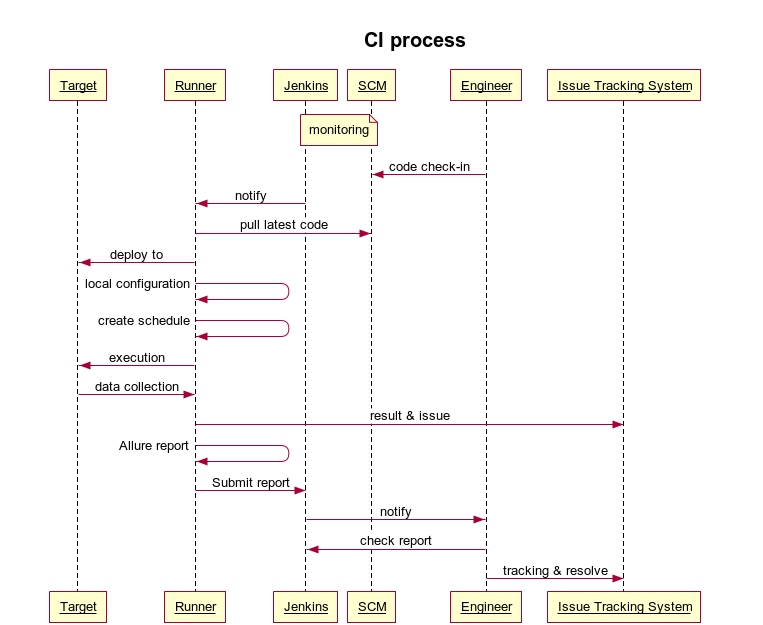 CI process
Target Runner Jenkins SCM Engineer Issue Tracking System
monitoring
code check-in
notify
pull latest code
deploy to
local configuration
create schedule
execution
data collection
result & issue
Allure report
Submit report
notify
check report
tracking & resolve
Target Runner Jenkins SCM Engineer Issue Tracking System